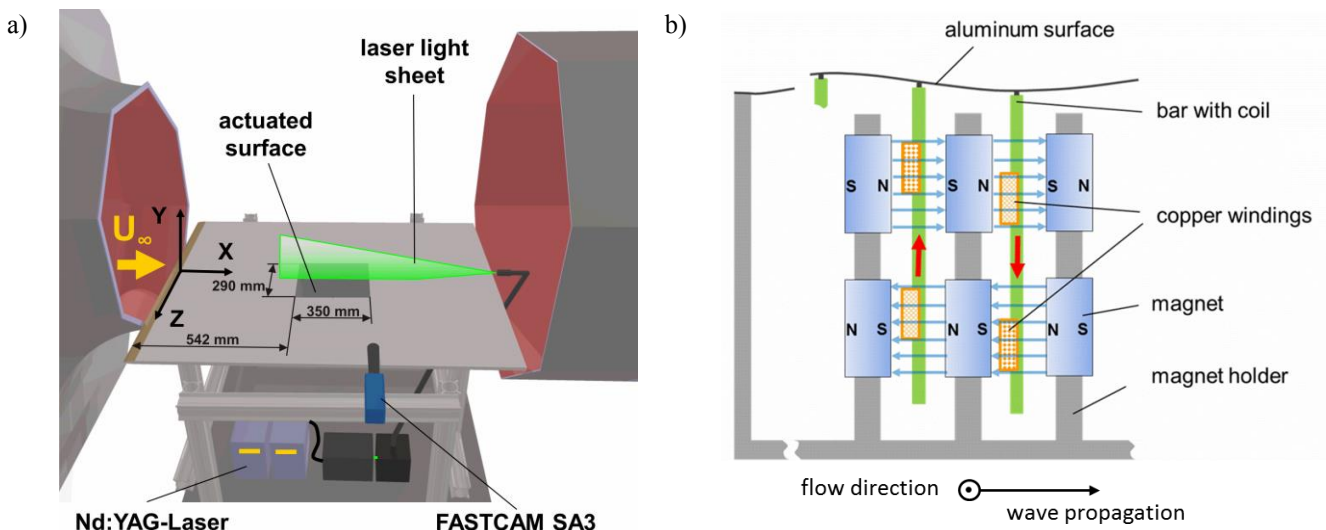 a)
laser light
sheet
actuated
surface
Y
U∞
X
290 mm
350 mm
Z
542 mm
Nd:YAG-Laser
FASTCAM SA3
b)
aluminum surface
bar with coil
S N S S N
copper windings
magnet
N S N S
magnet holder
flow direction
wave propagation